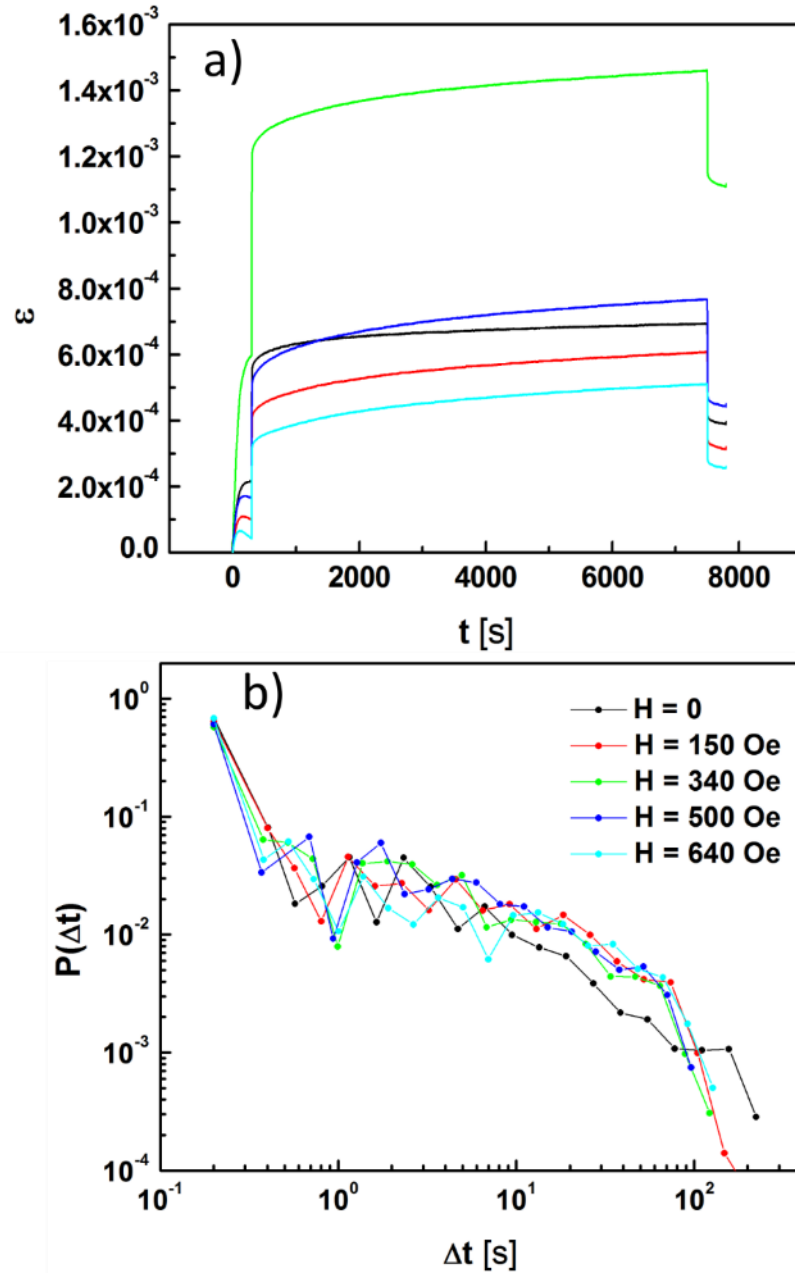 a)
1.6x10⁻³
1.4x10⁻³
1.2x10⁻³
1.0x10⁻³
8.0x10⁻⁴
6.0x10⁻⁴
4.0x10⁻⁴
2.0x10⁻⁴
0.0
ε
0 2000 4000 6000 8000
t [s]
b)
H = 0
H = 150 Oe
H = 340 Oe
H = 500 Oe
H = 640 Oe
10⁰
10⁻¹
10⁻²
10⁻³
10⁻⁴
P(Δt)
10⁻¹ 10⁰ 10¹ 10²
Δt [s]